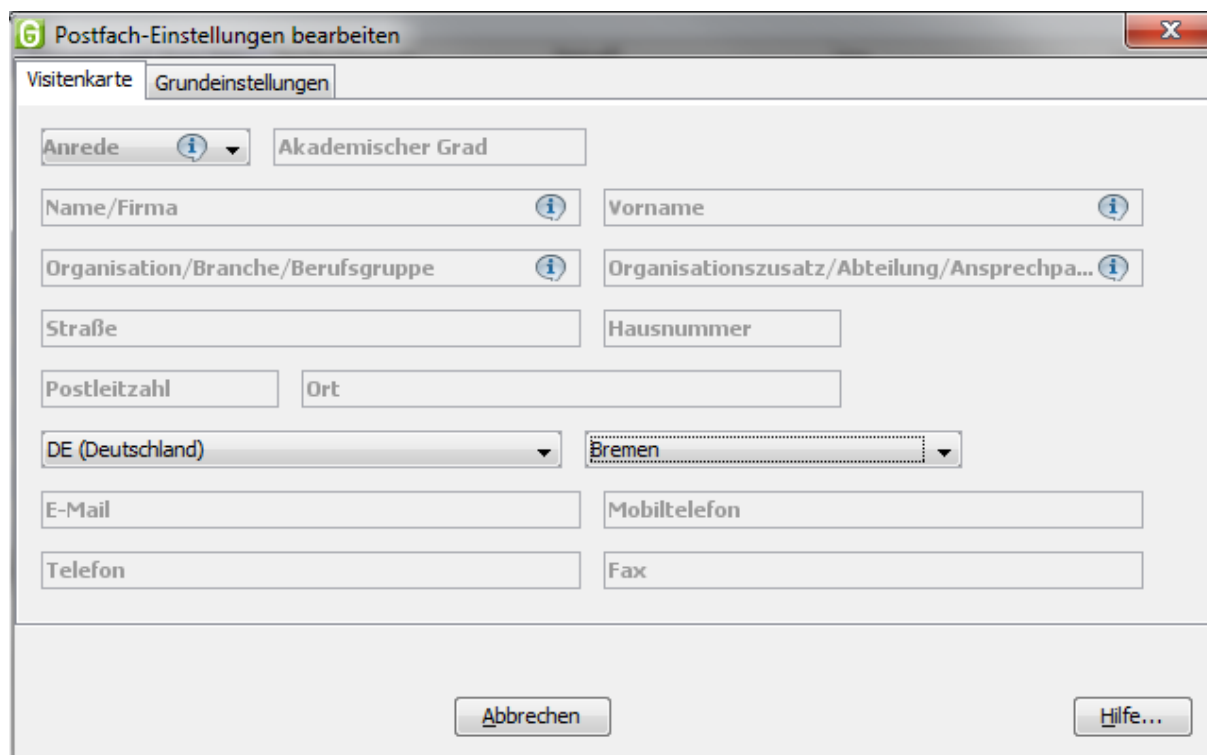 Postfach-Einstellungen bearbeiten
Visitenkarte Grundeinstellungen
Anrede Akademischer Grad
Name/Firma Vorname
Organisation/Branche/Berufsgruppe Organisationszusatz/Abteilung/Ansprechpa...
Straße Hausnummer
Postleitzahl Ort
DE (Deutschland) Bremen
E-Mail Mobiltelefon
Telefon Fax
Abbrechen Hilfe...